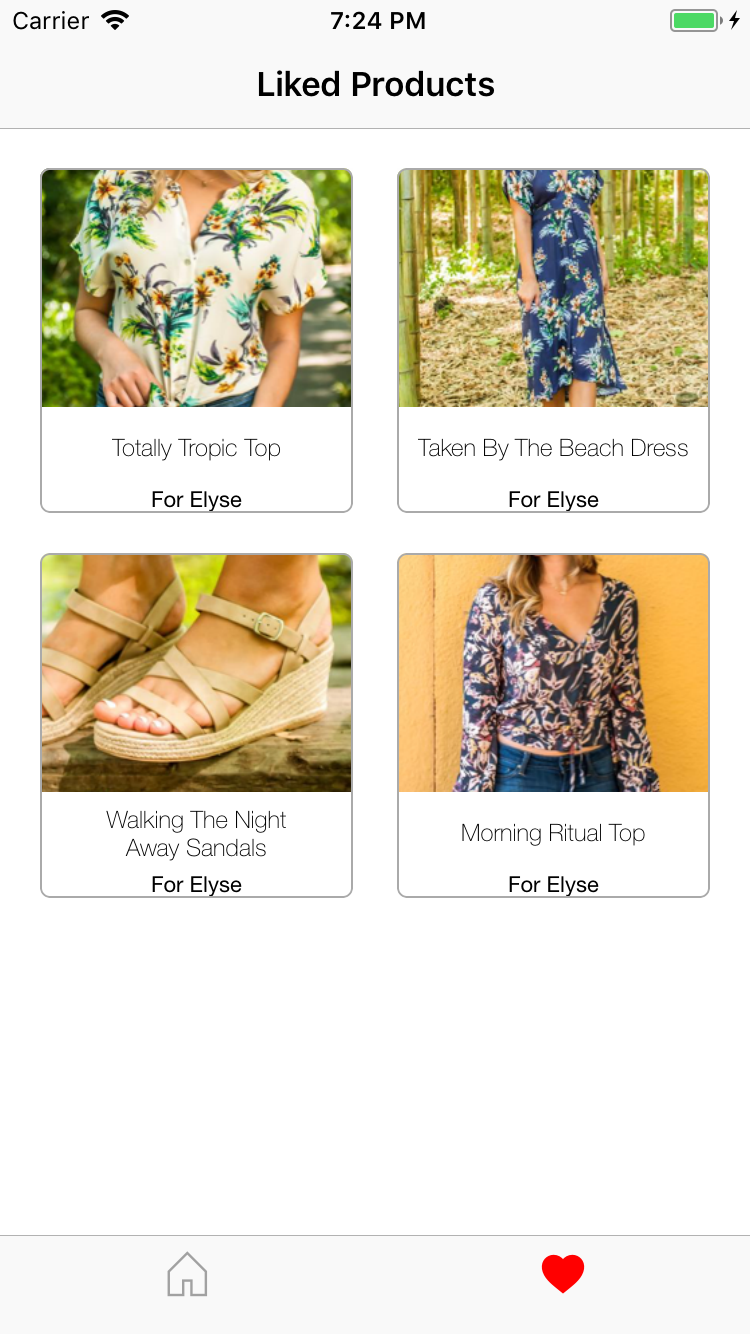 Carrier 7:24 PM
Liked Products
Totally Tropic Top
For Elyse
Taken By The Beach Dress
For Elyse
Walking The Night
Away Sandals
For Elyse
Morning Ritual Top
For Elyse